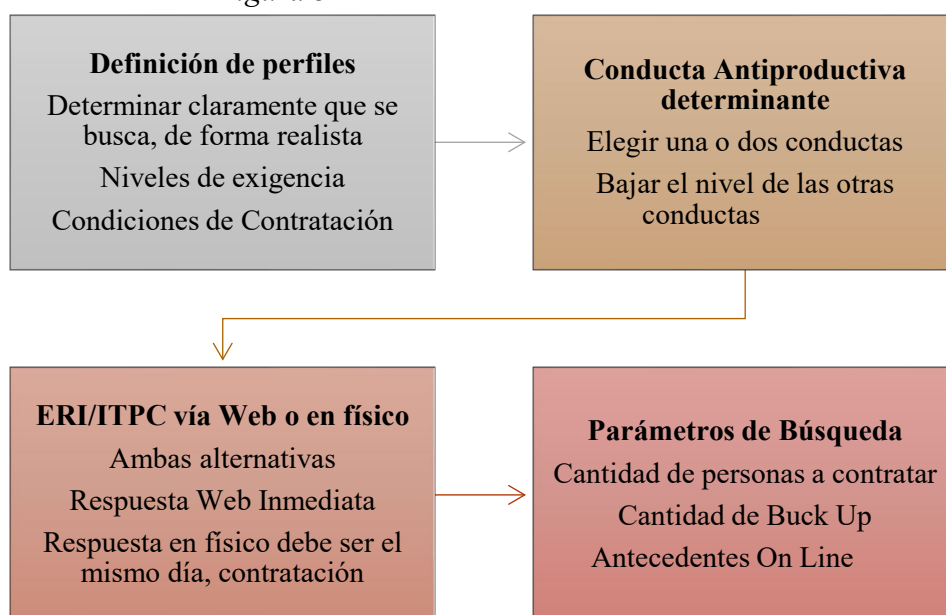 Definición de perfiles
Determinar claramente que se
busca, de forma realista
Niveles de exigencia
Condiciones de Contratación
Conducta Antiproductiva
determinante
Elegir una o dos conductas
Bajar el nivel de las otras
conductas
ERI/ITPC vía Web o en físico
Ambas alternativas
Respuesta Web Inmediata
Respuesta en físico debe ser el
mismo día, contratación
Parámetros de Búsqueda
Cantidad de personas a contratar
Cantidad de Buck Up
Antecedentes On Line